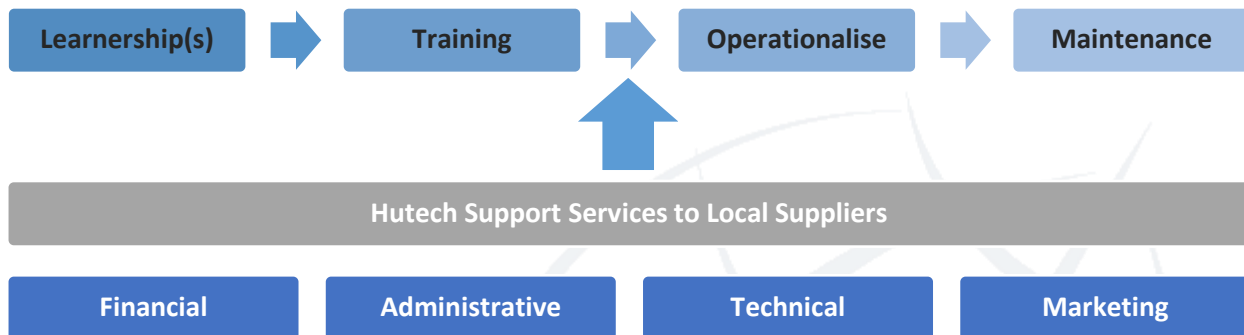 Learnership(s)
Training
Operationalise
Maintenance
Hutech Support Services to Local Suppliers
Financial
Administrative
Technical
Marketing